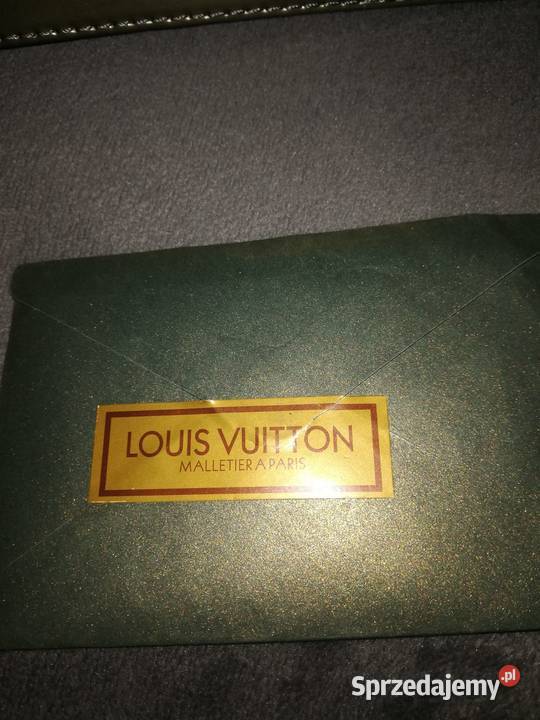 LOUIS VUITTON
MALLETIER A PARIS
Sprzedajemy.pl